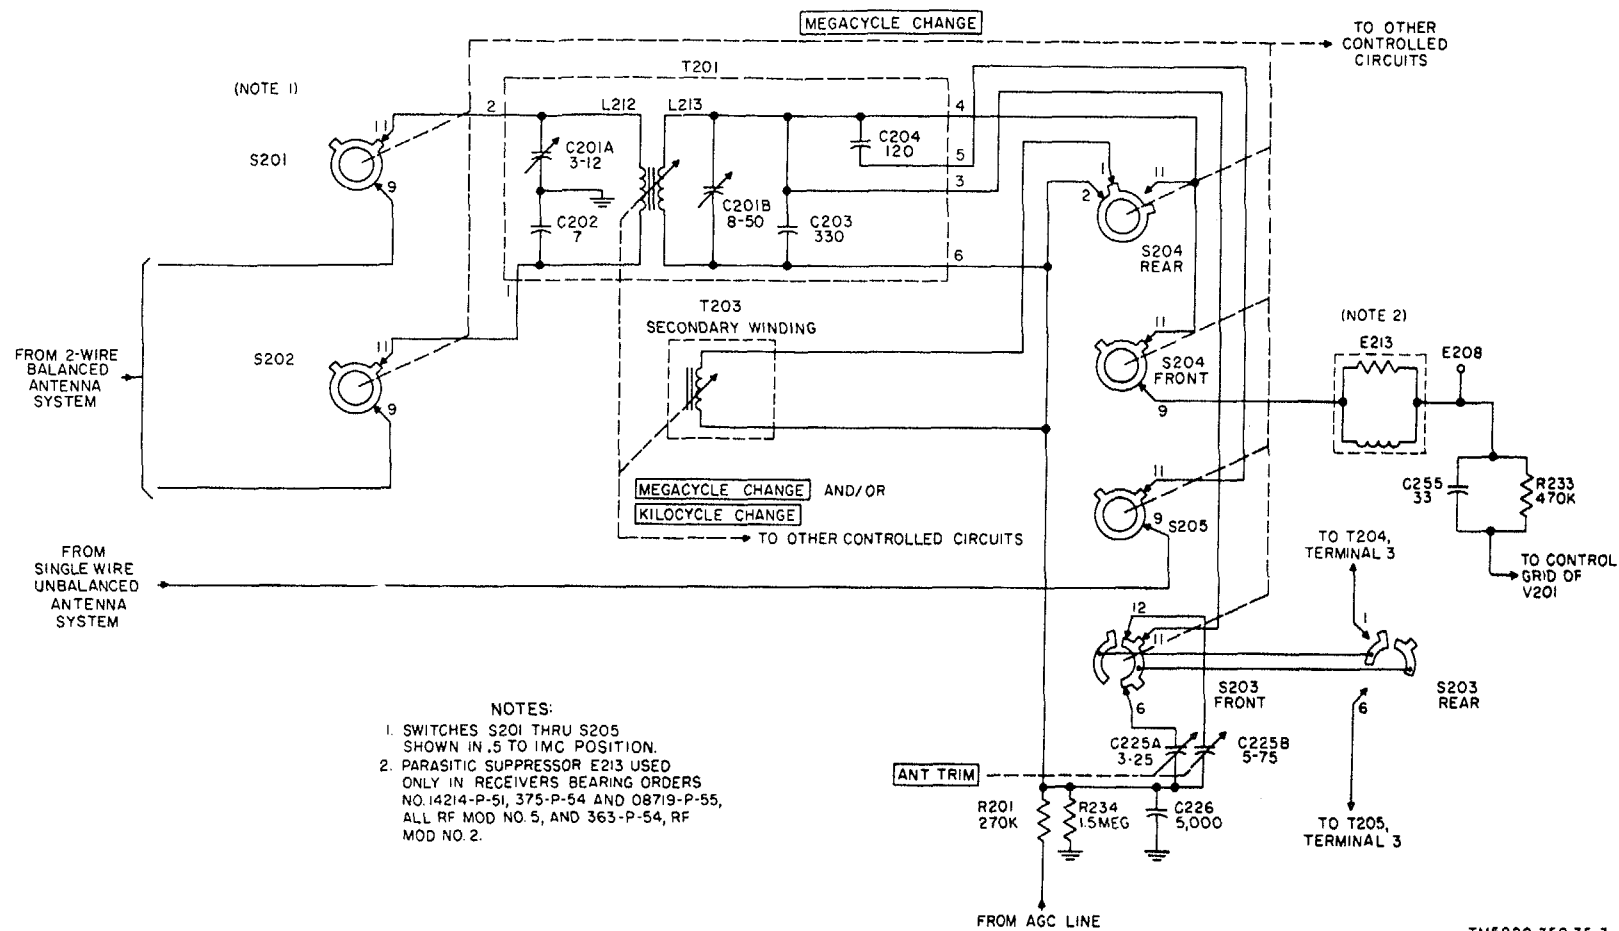 MEGACYCLE CHANGE
TO OTHER
CONTROLLED
CIRCUITS
T201
(NOTE 1)
2
L212
L213
4
11
S201
C201A
3-12
C204
120
5
1
11
9
3
2
C202
7
C201B
8-50
C203
330
S204
REAR
6
1
T203
SECONDARY WINDING
11
(NOTE 2)
E213
E208
FROM 2-WIRE
BALANCED
ANTENNA
SYSTEM
S202
11
S204
FRONT
9
9
11
MEGACYCLE CHANGE AND/OR
KILOCYCLE CHANGE
C255
33
R233
470K
9
S205
TO OTHER CONTROLLED CIRCUITS
TO T204,
TERMINAL 3
FROM
SINGLE WIRE
UNBALANCED
ANTENNA
SYSTEM
TO CONTROL
GRID OF
V201
12
11
1
S203
FRONT
S203
REAR
6
6
NOTES:
1. SWITCHES S201 THRU S205
SHOWN IN .5 TO 1MC POSITION.
2. PARASITIC SUPPRESSOR E213 USED
ONLY IN RECEIVERS BEARING ORDERS
NO. 14214-P-51, 375-P-54 AND 08719-P-55,
ALL RF MOD NO. 5, AND 363-P-54, RF
MOD NO. 2.
C225A
3-25
C225B
5-75
ANT TRIM
R201
270K
R234
1.5MEG
C226
5,000
TO T205,
TERMINAL 3
FROM AGC LINE